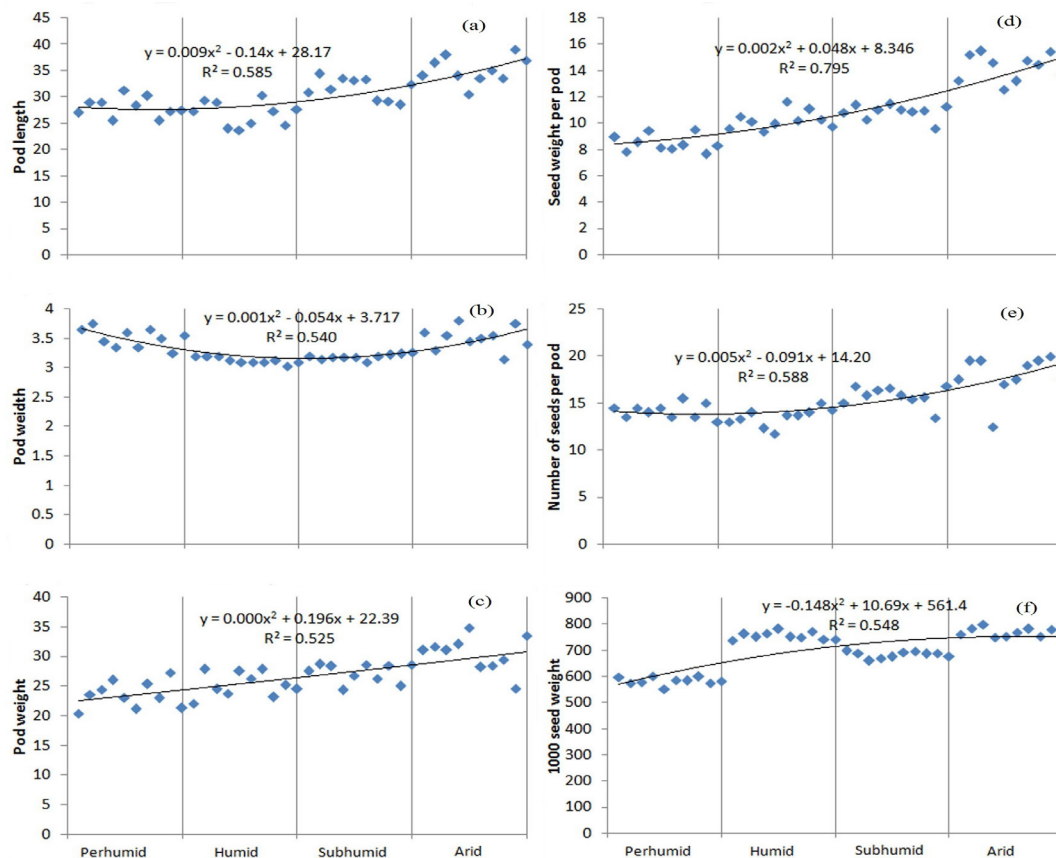 (a)
y = 0.009x² - 0.14x + 28.17
R² = 0.585
Pod length
45
40
35
30
25
20
15
10
5
0
(d)
y = 0.002x² + 0.048x + 8.346
R² = 0.795
Seed weight per pod
18
16
14
12
10
8
6
4
2
0
(b)
y = 0.001x² - 0.054x + 3.717
R² = 0.540
Pod weidth
4
3.5
3
2.5
2
1.5
1
0.5
0
(e)
y = 0.005x² - 0.091x + 14.20
R² = 0.588
Number of seeds per pod
25
20
15
10
5
0
(c)
y = 0.000x² + 0.196x + 22.39
R² = 0.525
Pod weight
40
35
30
25
20
15
10
5
0
Perhumid Humid Subhumid Arid
(f)
y = -0.148x² + 10.69x + 561.4
R² = 0.548
1000 seed weight
900
800
700
600
500
400
300
200
100
0
Perhumid Humid Subhumid Arid